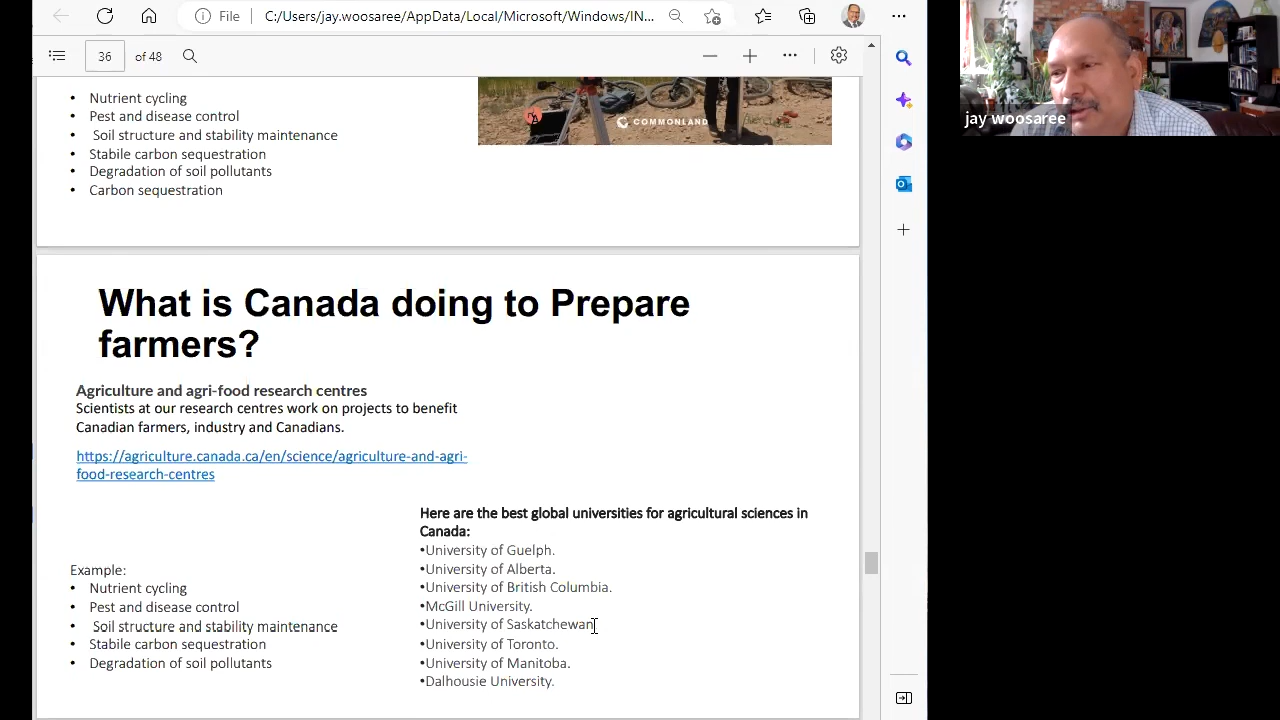 File
C:/Users/jay.woosaree/AppData/Local/Microsoft/Windows/IN...
36 of 48
• Nutrient cycling
• Pest and disease control
• Soil structure and stability maintenance
• Stabile carbon sequestration
• Degradation of soil pollutants
• Carbon sequestration
COMMONLAND
jay woosaree
What is Canada doing to Prepare
farmers?
Agriculture and agri-food research centres
Scientists at our research centres work on projects to benefit
Canadian farmers, industry and Canadians.
https://agriculture.canada.ca/en/science/agriculture-and-agri-
food-research-centres
Example:
• Nutrient cycling
• Pest and disease control
• Soil structure and stability maintenance
• Stabile carbon sequestration
• Degradation of soil pollutants
Here are the best global universities for agricultural sciences in
Canada:
•University of Guelph.
•University of Alberta.
•University of British Columbia.
•McGill University.
•University of Saskatchewan
•University of Toronto.
•University of Manitoba.
•Dalhousie University.